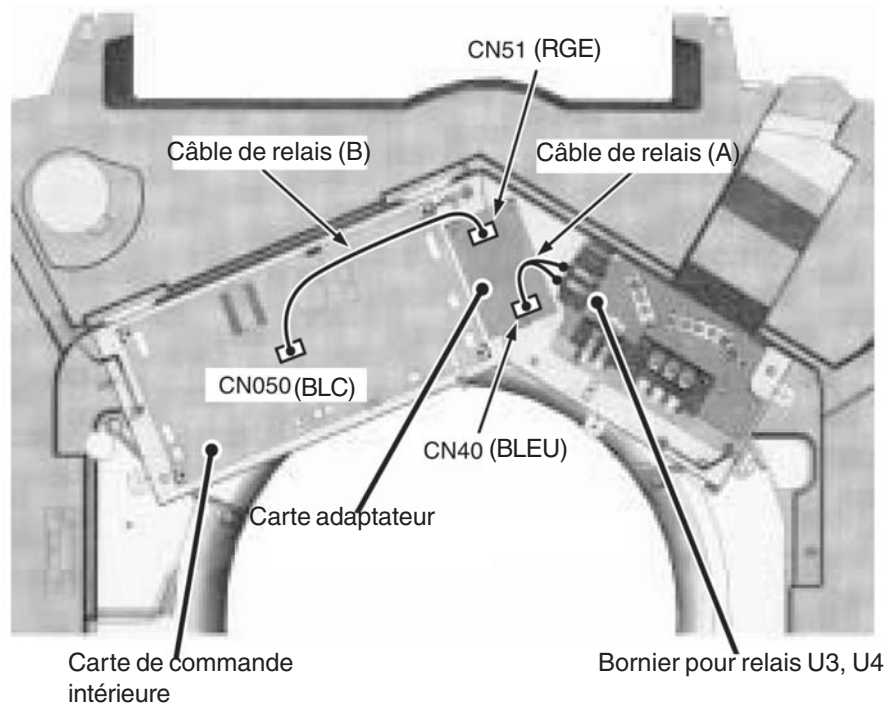 CN51 (RGE)
Câble de relais (B)
Câble de relais (A)
CN050 (BLC)
CN40 (BLEU)
Carte adaptateur
Carte de commande
intérieure
Bornier pour relais U3, U4